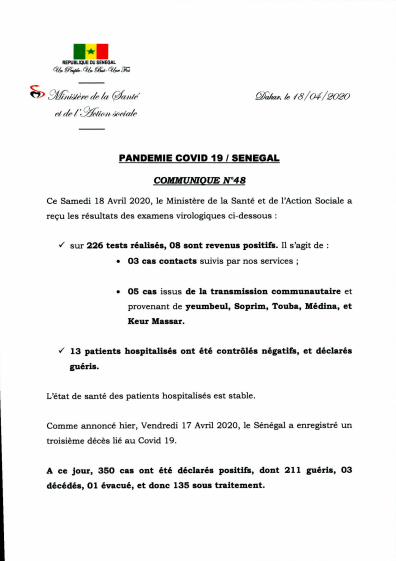 REPUBLIQUE DU SENEGAL
Un Peuple - Un But - Une Foi
Ministère de la Santé
et de l'Action sociale
Dakar, le 18/04/2020
PANDEMIE COVID 19 / SENEGAL
COMMUNIQUE N°48
Ce Samedi 18 Avril 2020, le Ministère de la Santé et de l'Action Sociale a
reçu les résultats des examens virologiques ci-dessous :
✓ sur 226 tests réalisés, 08 sont revenus positifs. Il s'agit de :
• 03 cas contacts suivis par nos services ;
• 05 cas issus de la transmission communautaire et
provenant de yeumbeul, Soprim, Touba, Médina, et
Keur Massar.
✓ 13 patients hospitalisés ont été contrôlés négatifs, et déclarés
guéris.
L'état de santé des patients hospitalisés est stable.
Comme annoncé hier, Vendredi 17 Avril 2020, le Sénégal a enregistré un
troisième décès lié au Covid 19.
A ce jour, 350 cas ont été déclarés positifs, dont 211 guéris, 03
décédés, 01 évacué, et donc 135 sous traitement.